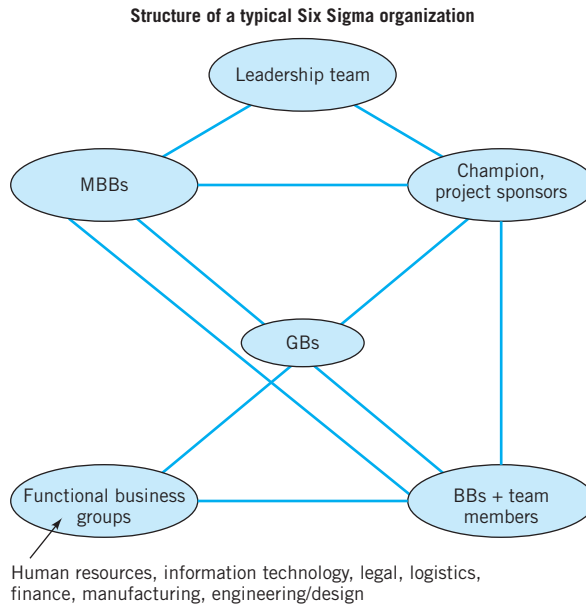 Structure of a typical Six Sigma organization
Leadership team
MBBs
Champion,
project sponsors
GBs
Functional business
groups
BBs + team
members
Human resources, information technology, legal, logistics,
finance, manufacturing, engineering/design